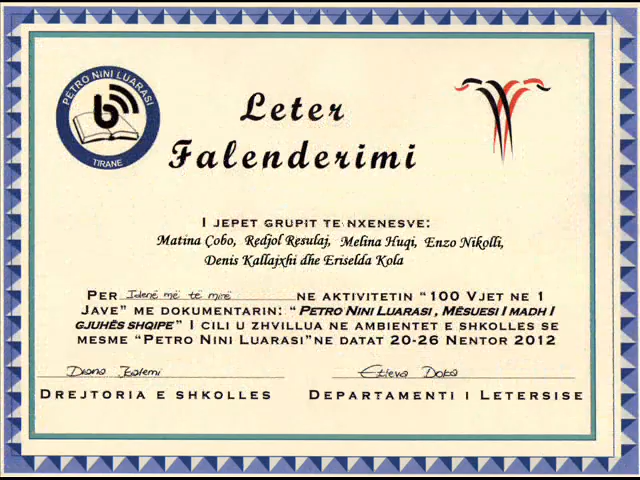 PETRO NINI LUARASI
TIRANE
Leter
Falenderimi
I JEPET GRUPIT TE NXENESVE:
Matina Çobo, Redjol Resulaj, Melina Huqi, Enzo Nikolli,
Denis Kallajxhi dhe Eriselda Kola
PER Idenë më të mirë NE AKTIVITETIN “100 VJET NE 1
JAVE” ME DOKUMENTARIN: “PETRO NINI LUARASI, MËSUESI I MADH I
GJUHËS SHQIPE” I CILI U ZHVILLUA NE AMBIENTET E SHKOLLES SE
MESME “PETRO NINI LUARASI” NE DATAT 20-26 NENTOR 2012
Diana Etleva Doka
DREJTORIA E SHKOLLES DEPARTAMENTI I LETERSISE